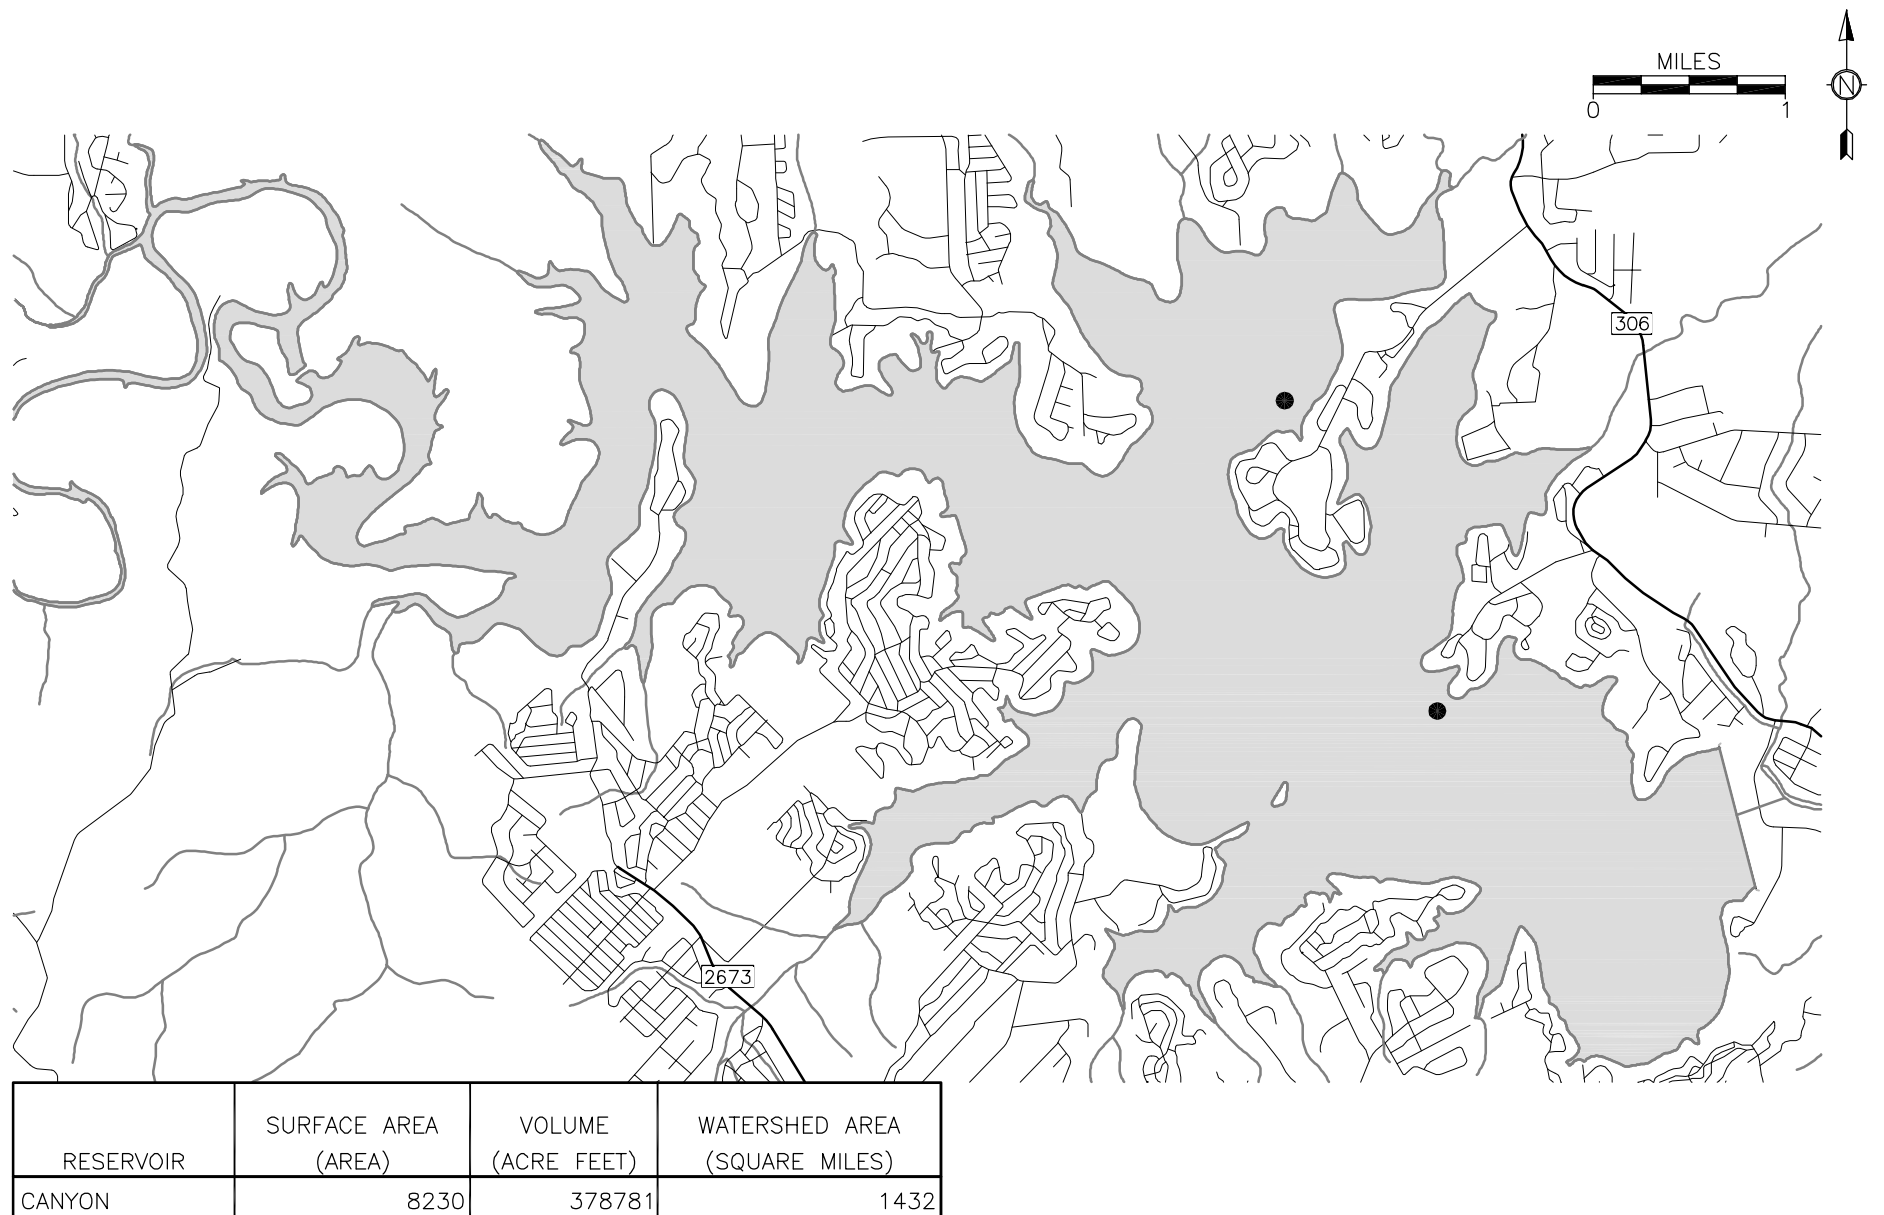 MILES
0 1
N
306
2673
RESERVOIR
SURFACE AREA
(AREA)
VOLUME
(ACRE FEET)
WATERSHED AREA
(SQUARE MILES)
CANYON 8230 378781 1432